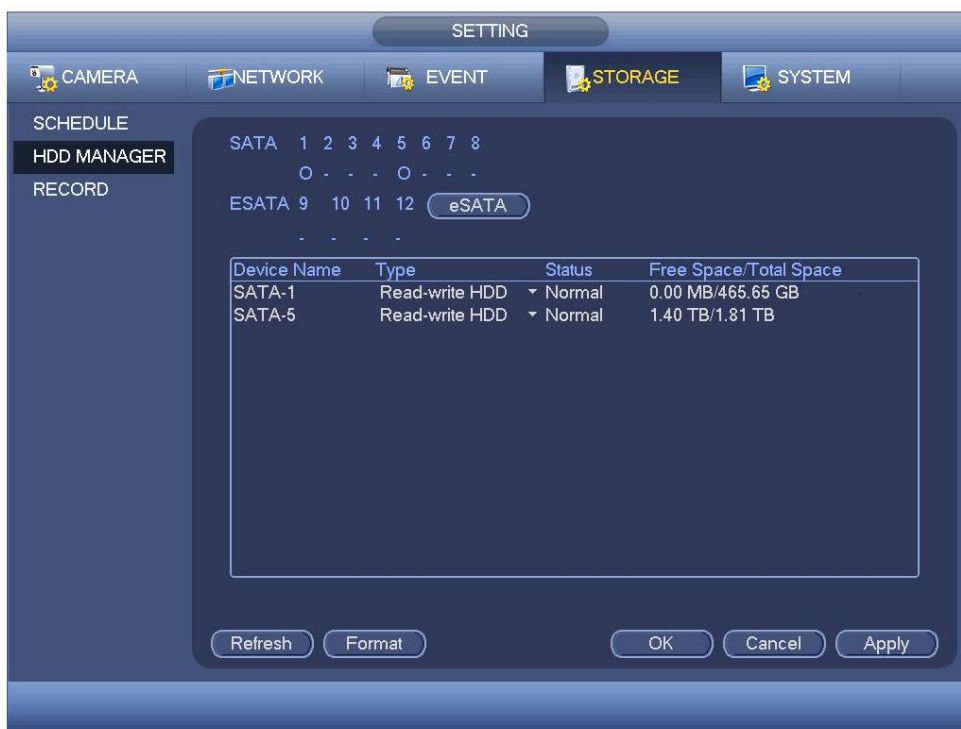 SETTING
CAMERA NETWORK EVENT STORAGE SYSTEM
SCHEDULE
HDD MANAGER
RECORD
SATA 1 2 3 4 5 6 7 8
O - - - O - - -
ESATA 9 10 11 12 eSATA
- - - -
Device Name Type Status Free Space/Total Space
SATA-1 Read-write HDD Normal 0.00 MB/465.65 GB
SATA-5 Read-write HDD Normal 1.40 TB/1.81 TB
Refresh Format OK Cancel Apply